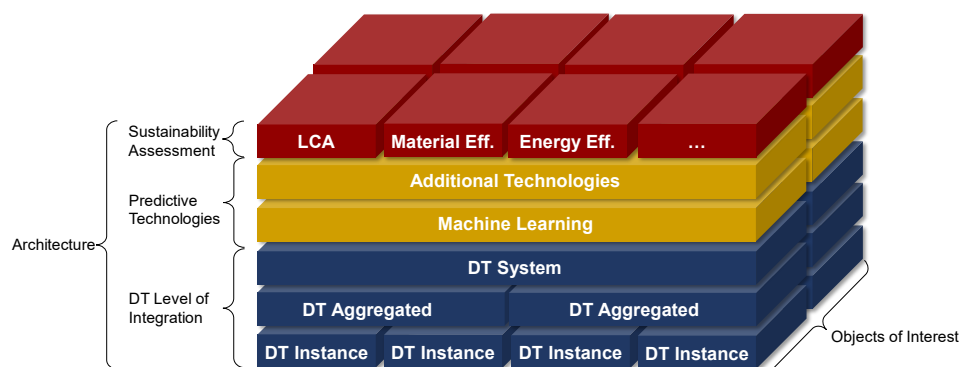 Sustainability
Assessment
LCA
Material Eff.
Energy Eff.
...
Predictive
Technologies
Additional Technologies
Machine Learning
Architecture
DT Level of
Integration
DT System
DT Aggregated
DT Aggregated
DT Instance
DT Instance
DT Instance
DT Instance
Objects of Interest